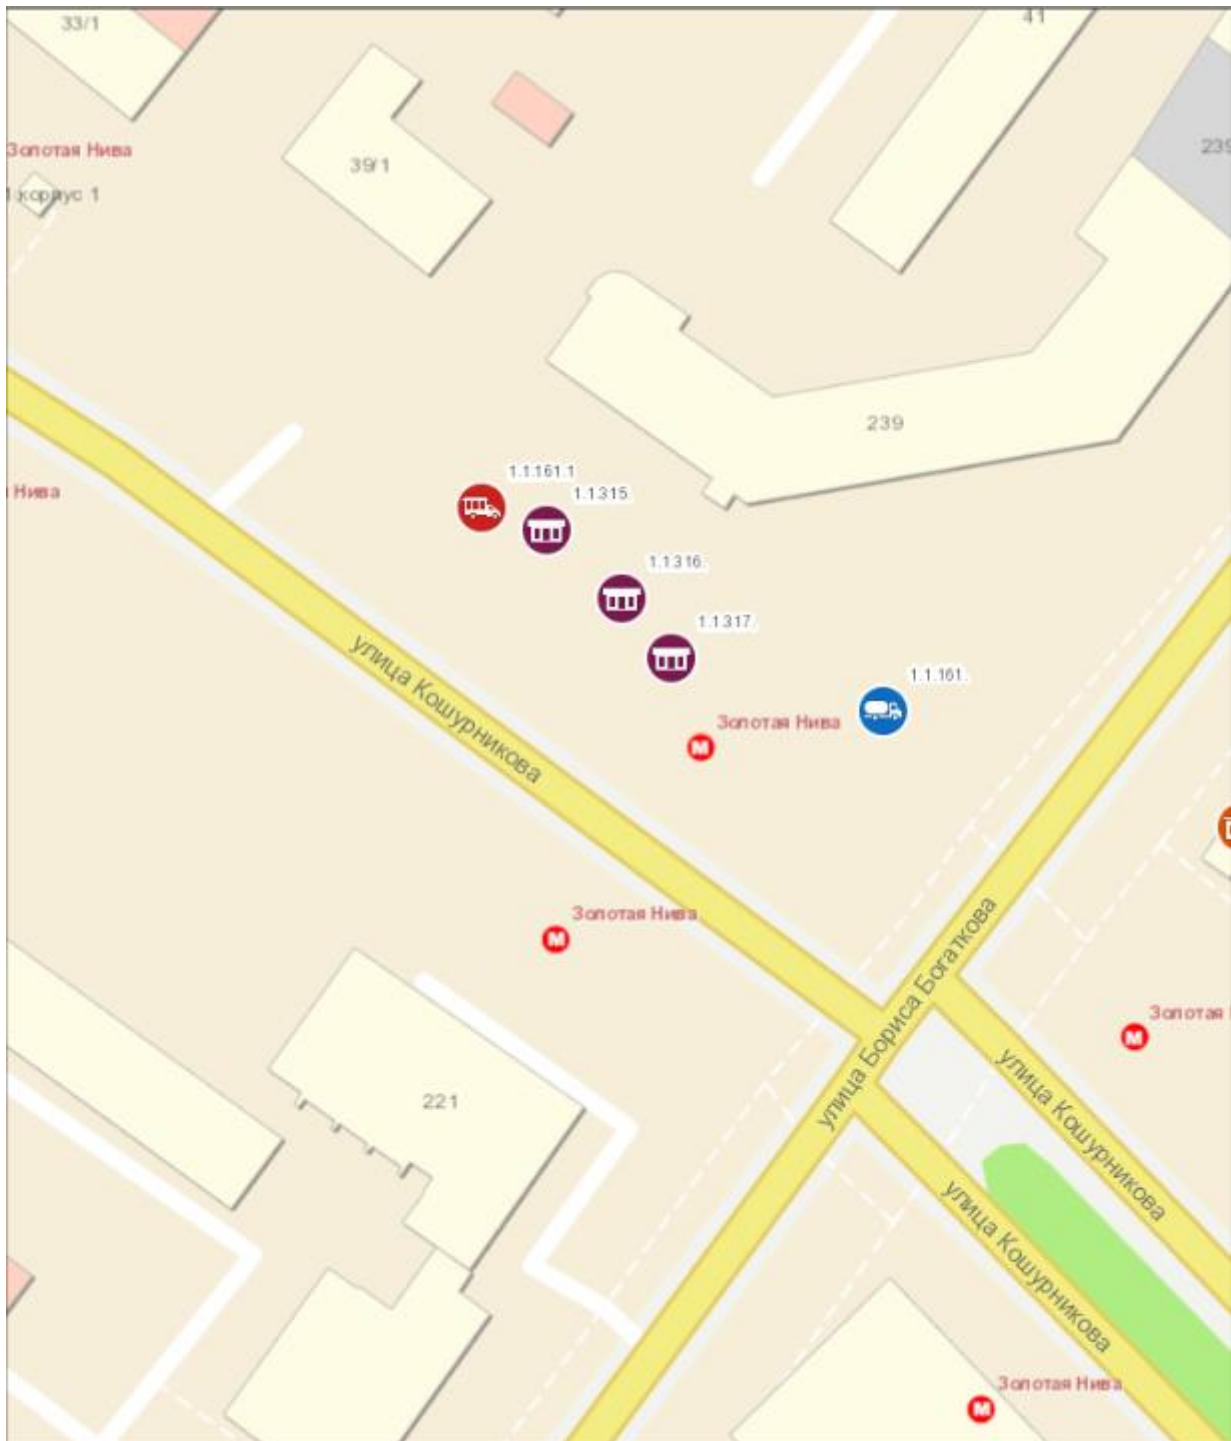 33/1
41
Золотая Нива
239
39/1
корпус 1
239
1.1.161.1
Нива
1.1.315.
1.1.316.
1.1.317.
1.1.161.
улица Кошурникова
Золотая Нива
Золотая Нива
улица Бориса Богаткова
Золотая
221
улица Кошурникова
улица Кошурникова
Золотая Нива